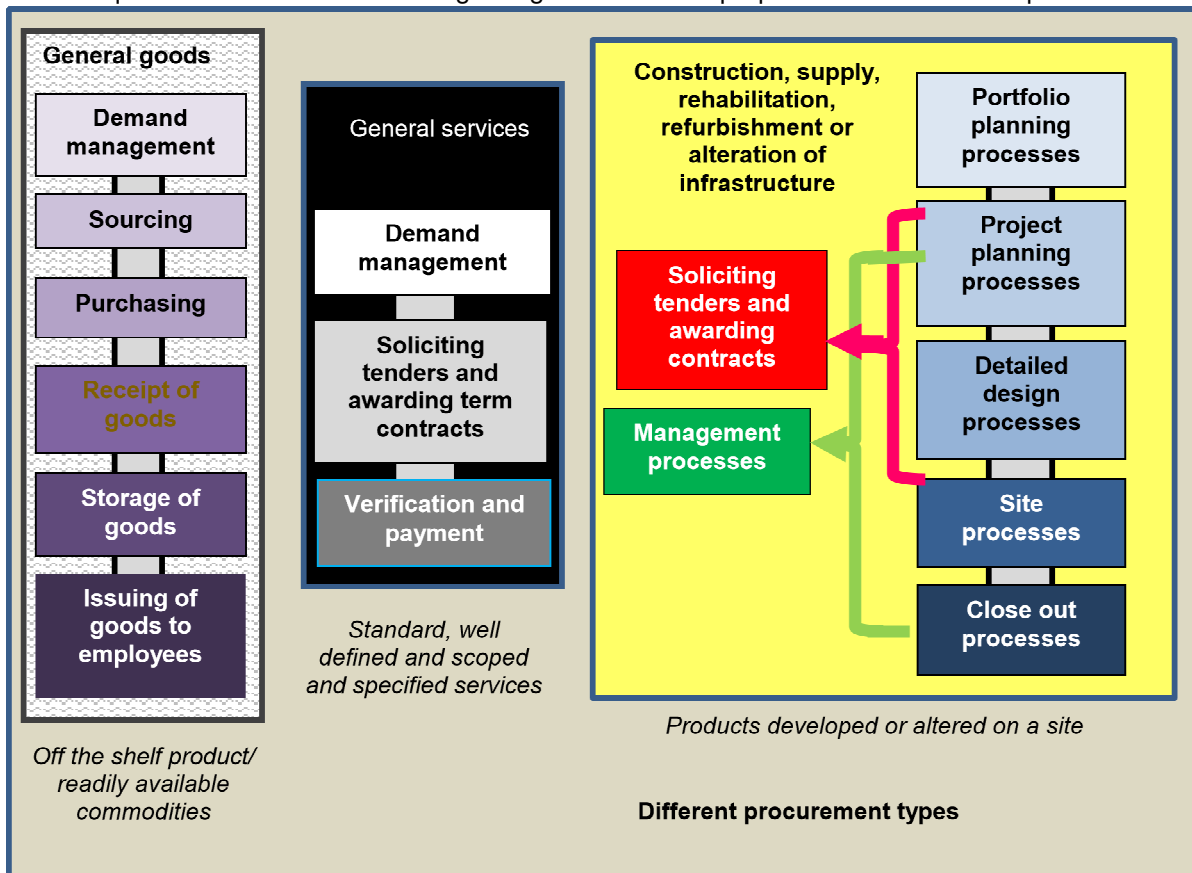 General goods
Demand
management
Sourcing
Purchasing
Receipt of
goods
Storage of
goods
Issuing of
goods to
employees
Off the shelf product/
readily available
commodities
General services
Demand
management
Soliciting
tenders and
awarding term
contracts
Verification and
payment
Standard, well
defined and scoped
and specified services
Construction, supply,
rehabilitation,
refurbishment or
alteration of
infrastructure
Soliciting
tenders and
awarding
contracts
Management
processes
Portfolio
planning
processes
Project
planning
processes
Detailed
design
processes
Site
processes
Close out
processes
Products developed or altered on a site
Different procurement types